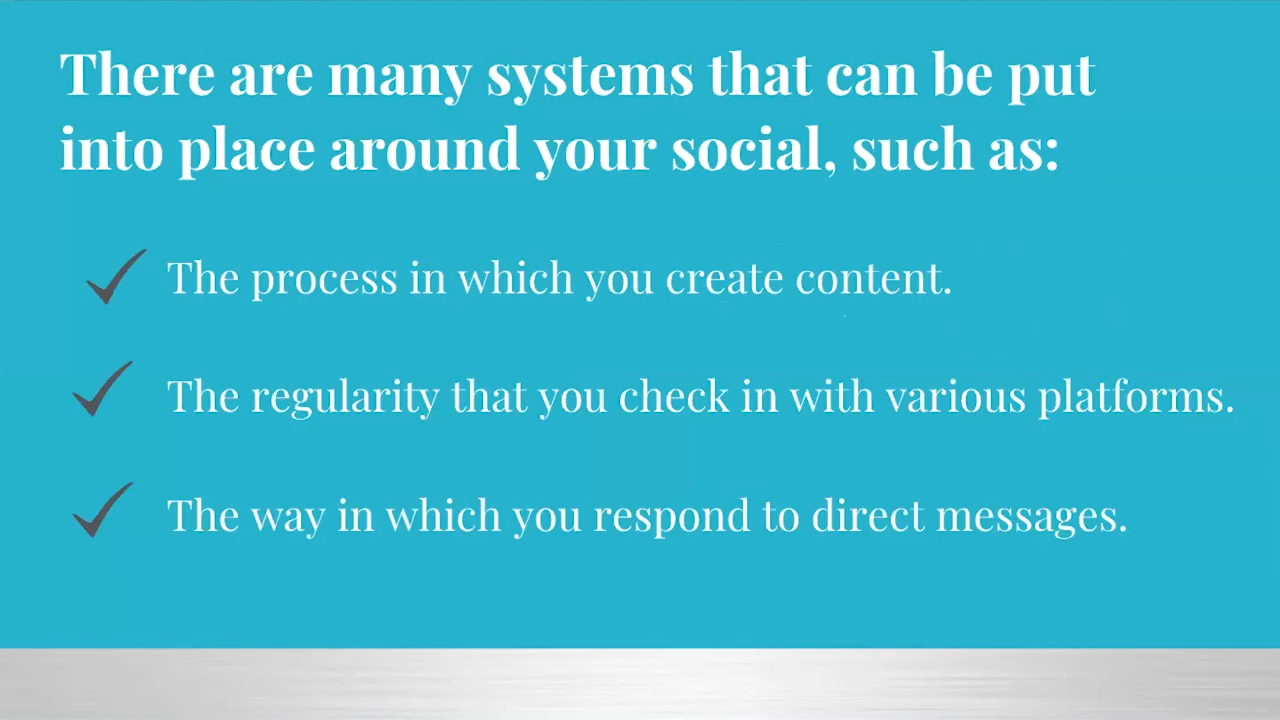 There are many systems that can be put
into place around your social, such as:
The process in which you create content.
The regularity that you check in with various platforms.
The way in which you respond to direct messages.